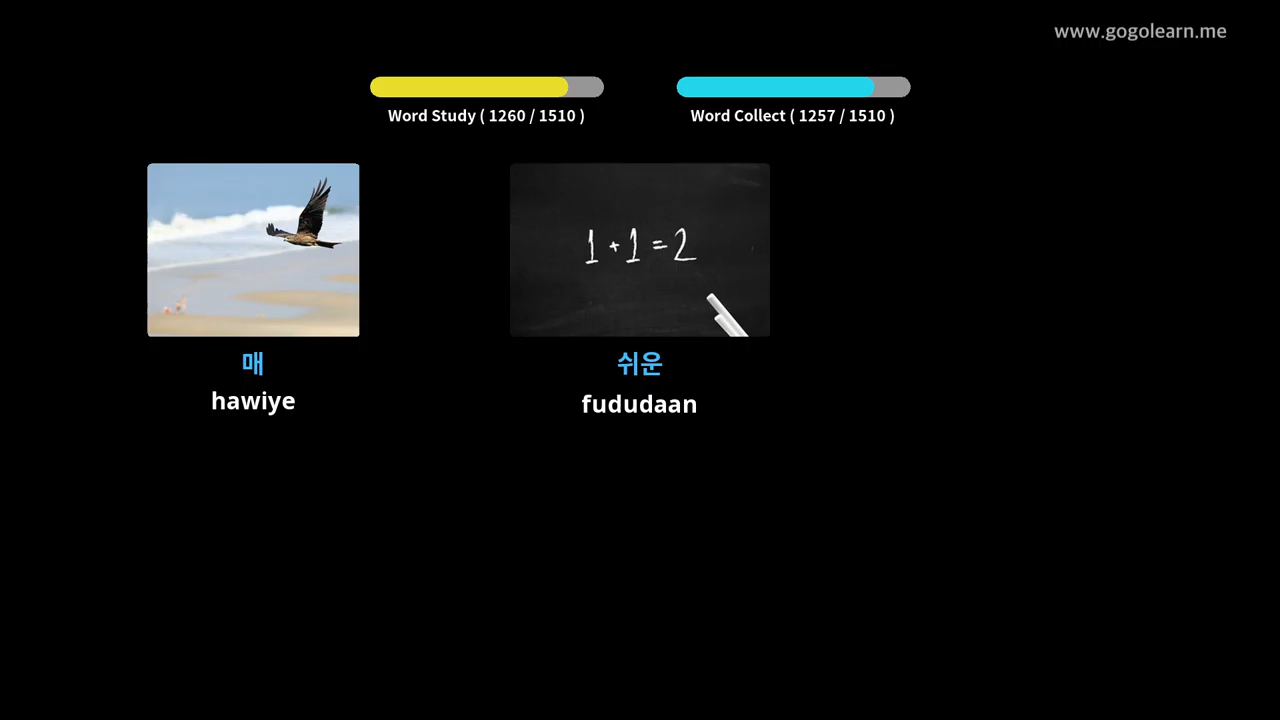 www.gogolearn.me
Word Study ( 1260 / 1510 )
Word Collect ( 1257 / 1510 )
1 + 1 = 2
매
hawiye
쉬운
fududaan